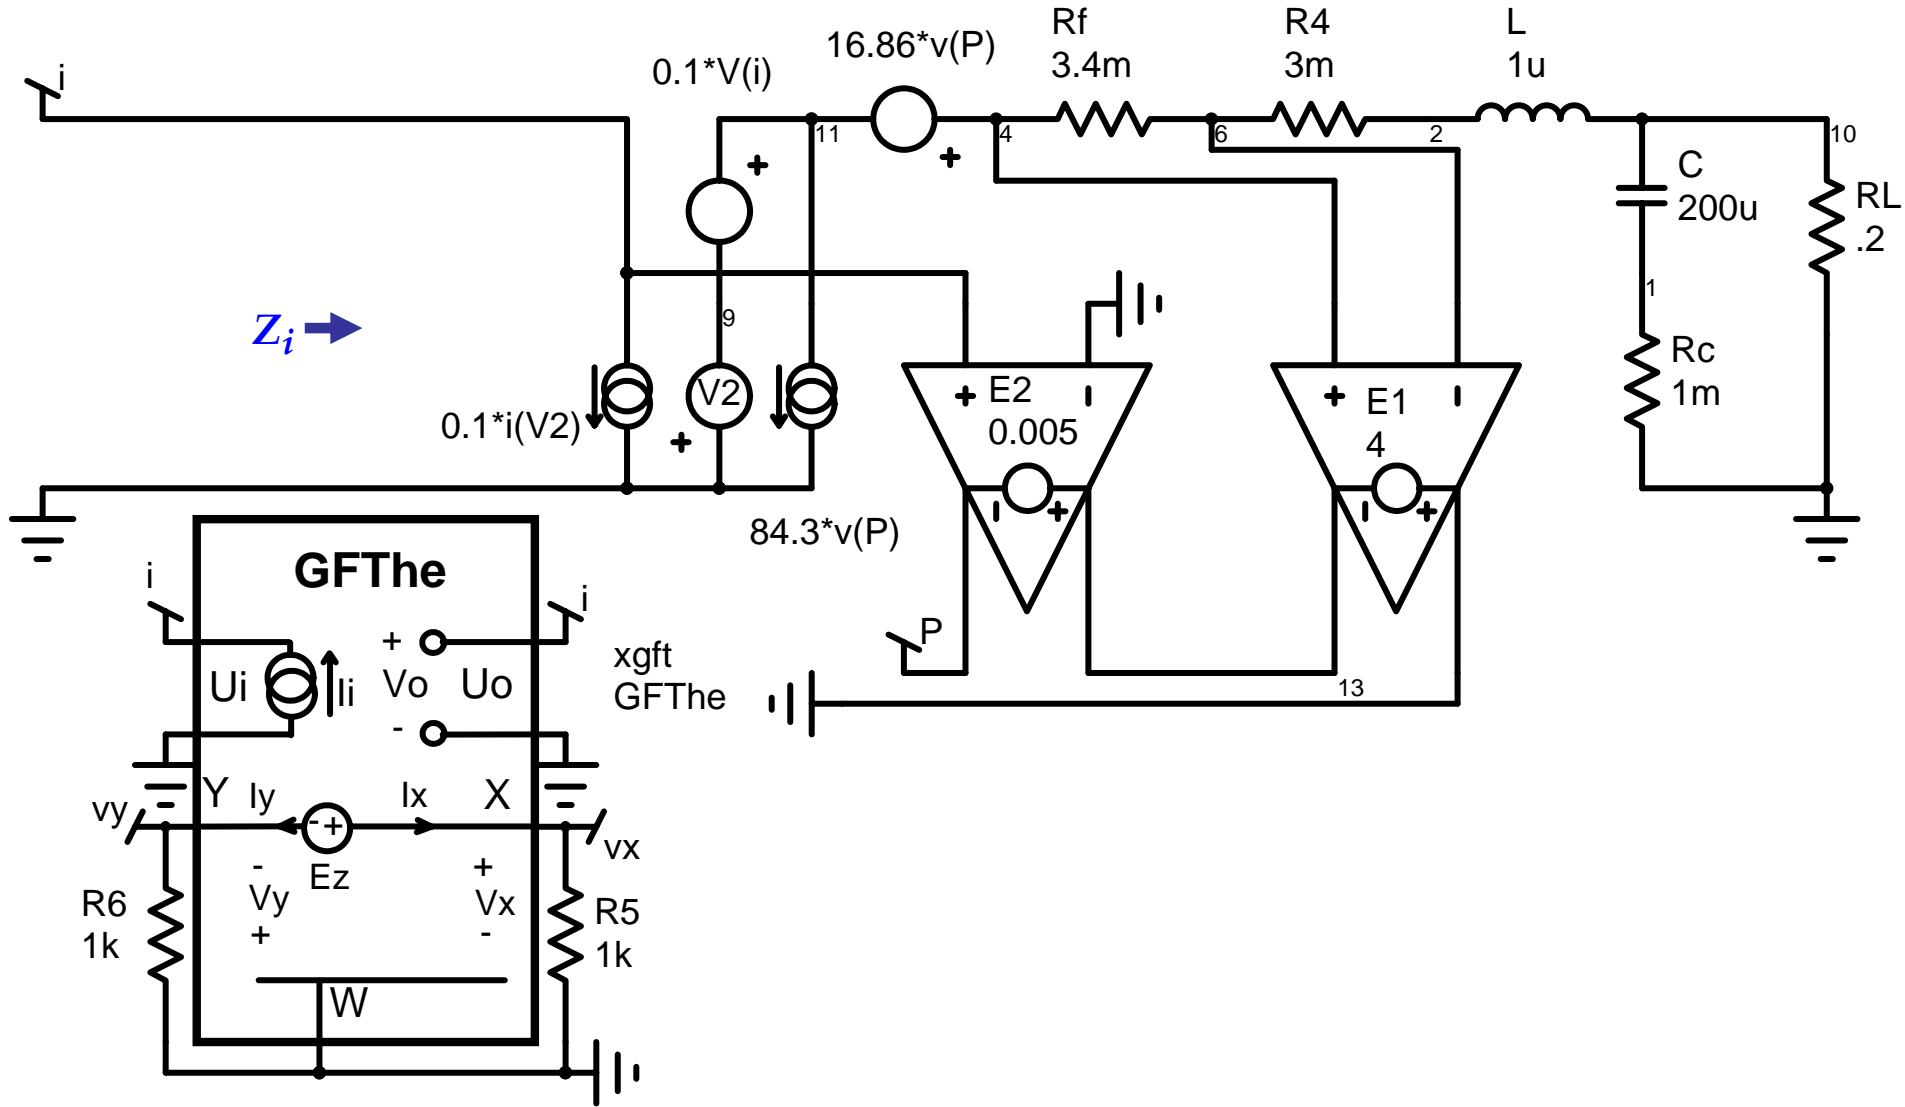 i
0.1*V(i)
16.86*v(P)
Rf
3.4m
R4
3m
L
1u
11
4
6
2
10
+
+
C
200u
RL
.2
9
1
Zi
0.1*i(V2)
V2
+
+
E2
0.005
-
+
E1
4
-
Rc
1m
84.3*v(P)
-
+
-
+
GFThe
i
i
Ui
Ii
+
Vo
-
Uo
xgft
GFThe
P
13
vy
Y
Iy
-+
Ix
X
vx
Ez
-
Vy
+
+
Vx
-
R6
1k
R5
1k
W